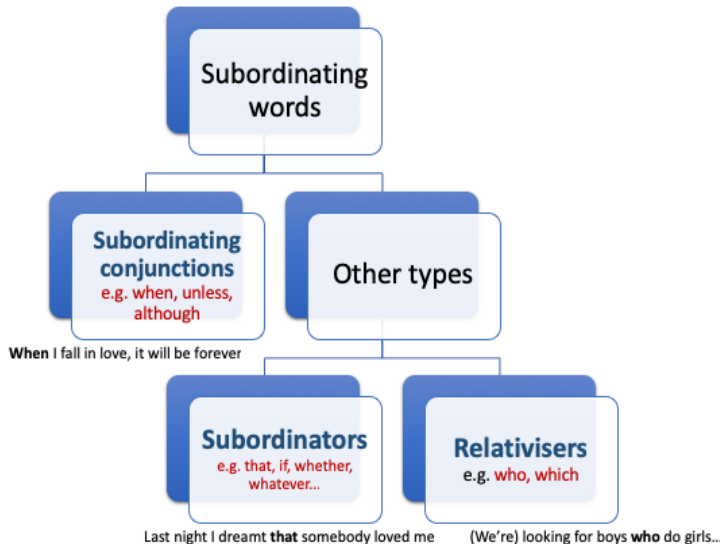 Subordinating
words
Subordinating
conjunctions
e.g. when, unless,
although
Other types
When I fall in love, it will be forever
Subordinators
e.g. that, if, whether,
whatever...
Relativisers
e.g. who, which
Last night I dreamt that somebody loved me
(We're) looking for boys who do girls...